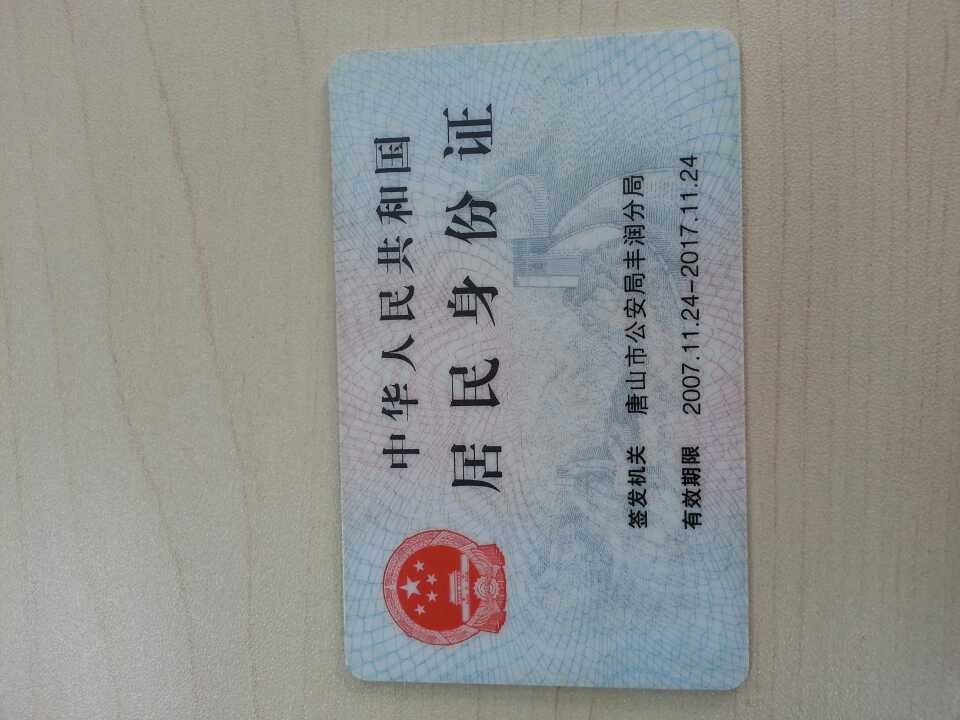 中华人民共和国
居民身份证
签发机关 唐山市公安局丰润分局
有效期限 2007.11.24-2017.11.24